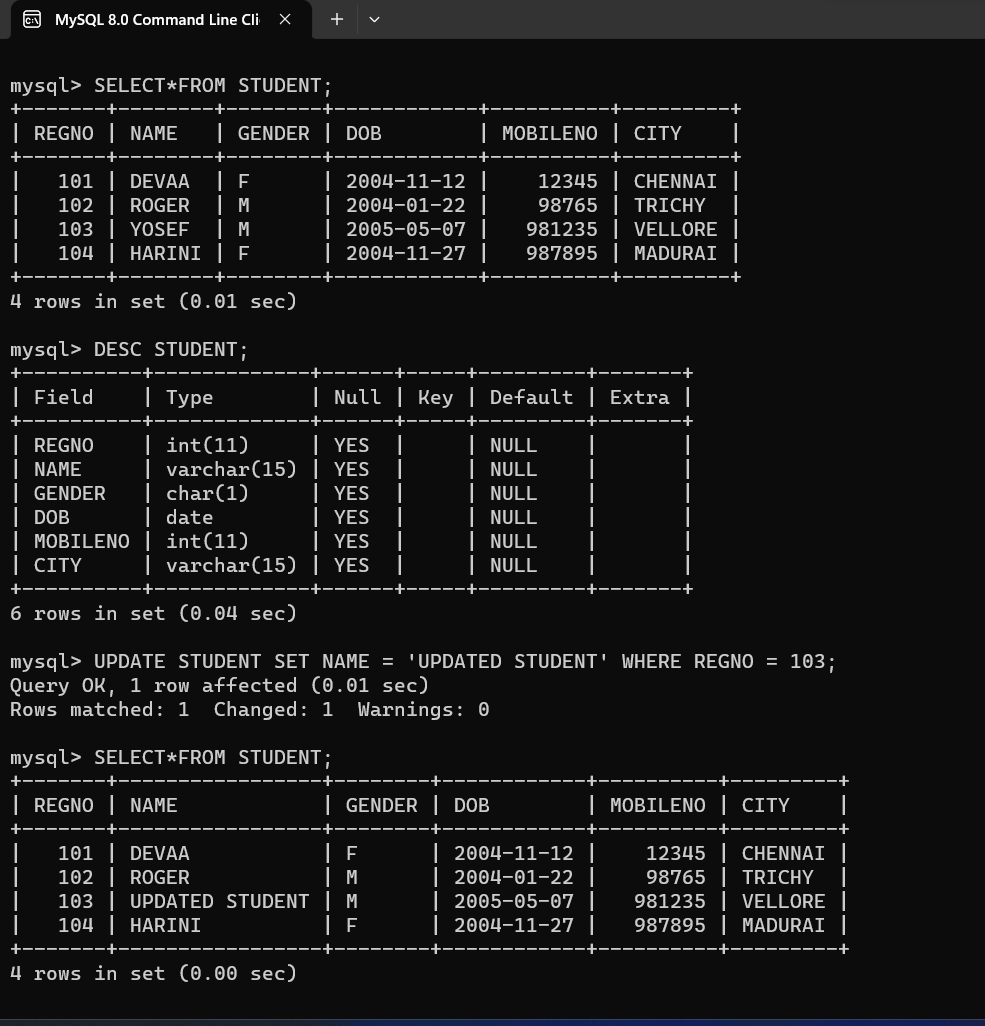 MySQL 8.0 Command Line Cli
mysql> SELECT*FROM STUDENT;
+-------+--------+--------+------------+----------+---------+
| REGNO | NAME   | GENDER | DOB        | MOBILENO | CITY    |
+-------+--------+--------+------------+----------+---------+
|   101 | DEVAA  | F      | 2004-11-12 |    12345 | CHENNAI |
|   102 | ROGER  | M      | 2004-01-22 |    98765 | TRICHY  |
|   103 | YOSEF  | M      | 2005-05-07 |   981235 | VELLORE |
|   104 | HARINI | F      | 2004-11-27 |   987895 | MADURAI |
+-------+--------+--------+------------+----------+---------+
4 rows in set (0.01 sec)
mysql> DESC STUDENT;
+----------+-------------+------+-----+---------+-------+
| Field    | Type        | Null | Key | Default | Extra |
+----------+-------------+------+-----+---------+-------+
| REGNO    | int(11)     | YES  |     | NULL    |       |
| NAME     | varchar(15) | YES  |     | NULL    |       |
| GENDER   | char(1)     | YES  |     | NULL    |       |
| DOB      | date        | YES  |     | NULL    |       |
| MOBILENO | int(11)     | YES  |     | NULL    |       |
| CITY     | varchar(15) | YES  |     | NULL    |       |
+----------+-------------+------+-----+---------+-------+
6 rows in set (0.04 sec)
mysql> UPDATE STUDENT SET NAME = 'UPDATED STUDENT' WHERE REGNO = 103;
Query OK, 1 row affected (0.01 sec)
Rows matched: 1  Changed: 1  Warnings: 0
mysql> SELECT*FROM STUDENT;
+-------+-----------------+--------+------------+----------+---------+
| REGNO | NAME            | GENDER | DOB        | MOBILENO | CITY    |
+-------+-----------------+--------+------------+----------+---------+
|   101 | DEVAA           | F      | 2004-11-12 |    12345 | CHENNAI |
|   102 | ROGER           | M      | 2004-01-22 |    98765 | TRICHY  |
|   103 | UPDATED STUDENT | M      | 2005-05-07 |   981235 | VELLORE |
|   104 | HARINI          | F      | 2004-11-27 |   987895 | MADURAI |
+-------+-----------------+--------+------------+----------+---------+
4 rows in set (0.00 sec)